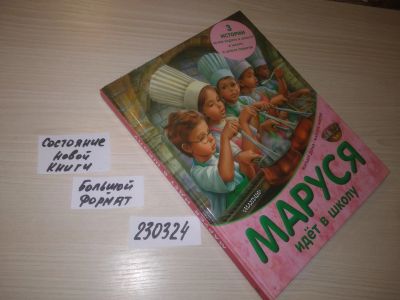 Состояние
новой
книги
большой
формат
230324
3
ИСТОРИИ
МАРУСЯ
идёт в школу